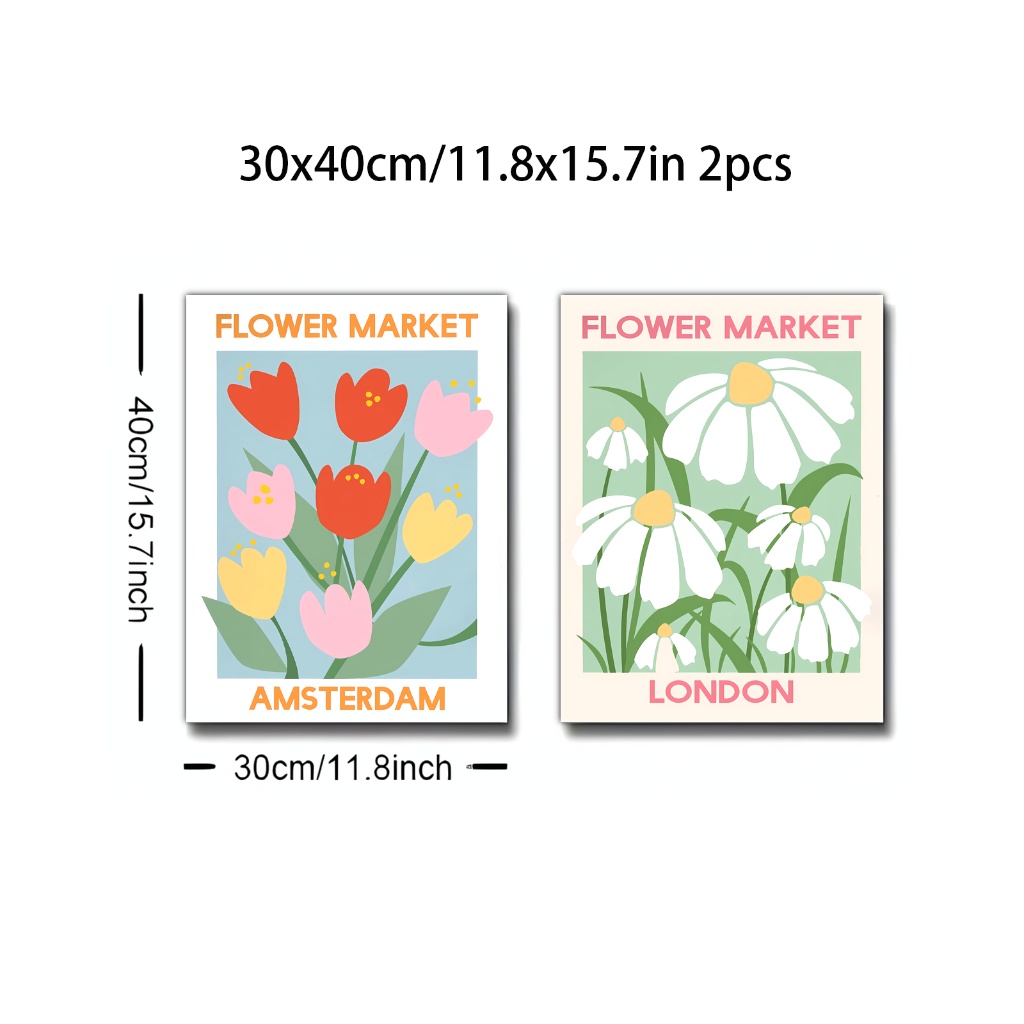 30x40cm/11.8x15.7in 2pcs
FLOWER MARKET
AMSTERDAM
FLOWER MARKET
LONDON
40cm/15.7inch
30cm/11.8inch